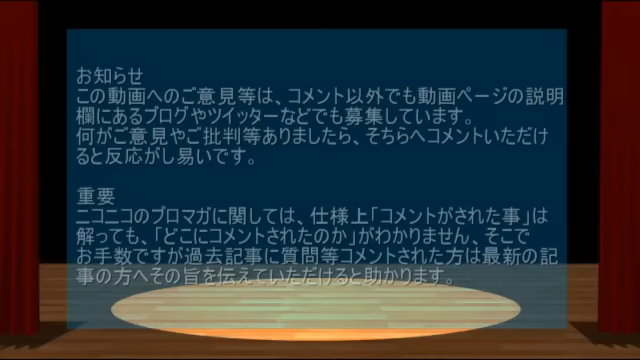 お知らせ
この動画へのご意見等は、コメント以外でも動画ページの説明
欄にあるブログやツイッターなどでも募集しています。
何がご意見やご批判等ありましたら、そちらへコメントいただけ
ると反応がし易いです。
重要
ニコニコのブロマガに関しては、仕様上「コメントがされた事」は
解っても、「どこにコメントされたのか」がわかりません、そこで
お手数ですが過去記事に質問等コメントされた方は最新の記
事の方へその旨を伝えていただけると助かります。